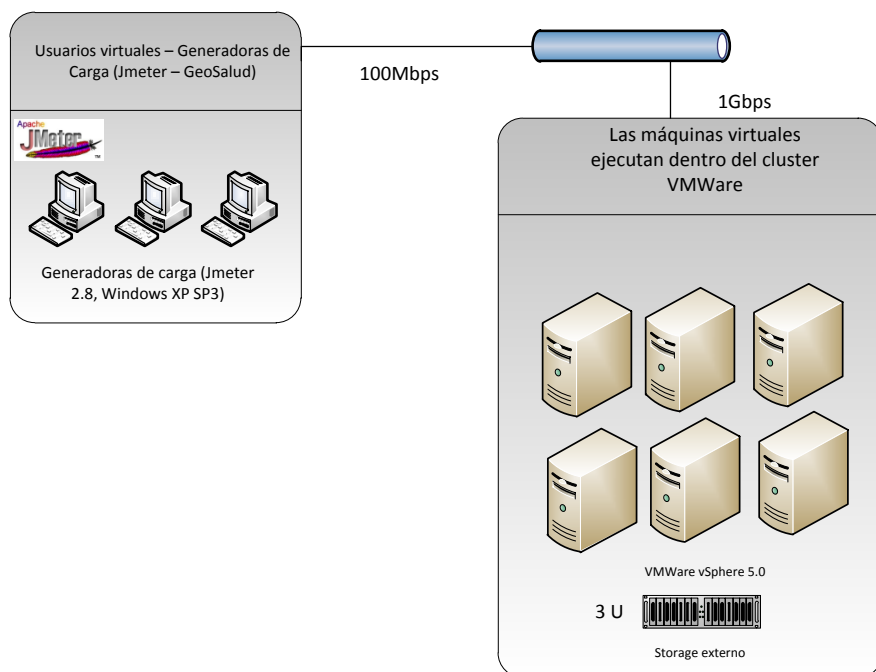 Usuarios virtuales – Generadoras de
Carga (Jmeter – GeoSalud)
100Mbps
1Gbps
Apache
JMeter
TM
Generadoras de carga (Jmeter
2.8, Windows XP SP3)
Las máquinas virtuales
ejecutan dentro del cluster
VMWare
VMWare vSphere 5.0
3 U
Storage externo